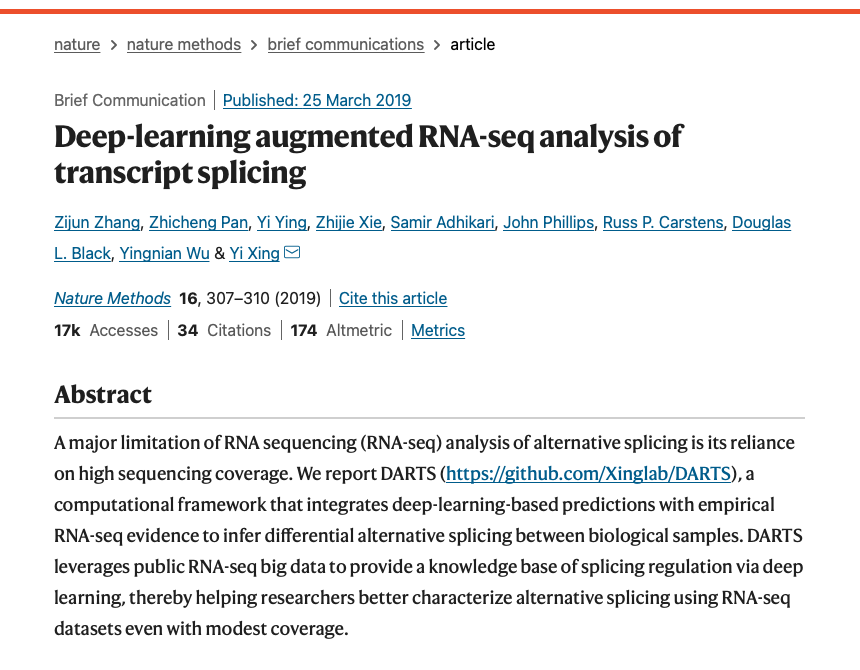 nature > nature methods > brief communications > article
Brief Communication | Published: 25 March 2019
Deep-learning augmented RNA-seq analysis of
transcript splicing
Zijun Zhang, Zhicheng Pan, Yi Ying, Zhijie Xie, Samir Adhikari, John Phillips, Russ P. Carstens, Douglas
L. Black, Yingnian Wu & Yi Xing
Nature Methods 16, 307–310 (2019) | Cite this article
17k Accesses | 34 Citations | 174 Altmetric | Metrics
Abstract
A major limitation of RNA sequencing (RNA-seq) analysis of alternative splicing is its reliance
on high sequencing coverage. We report DARTS (https://github.com/Xinglab/DARTS), a
computational framework that integrates deep-learning-based predictions with empirical
RNA-seq evidence to infer differential alternative splicing between biological samples. DARTS
leverages public RNA-seq big data to provide a knowledge base of splicing regulation via deep
learning, thereby helping researchers better characterize alternative splicing using RNA-seq
datasets even with modest coverage.